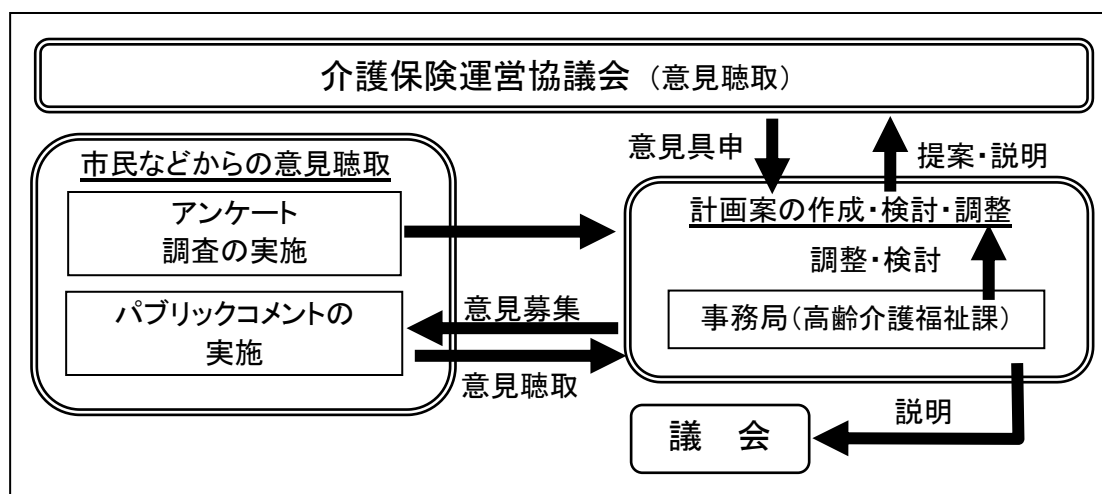 介護保険運営協議会(意見聴取)
意見具申
提案・説明
市民などからの意見聴取
アンケート
調査の実施
パブリックコメントの
実施
意見募集
意見聴取
計画案の作成・検討・調整
調整・検討
事務局(高齢介護福祉課)
説明
議 会